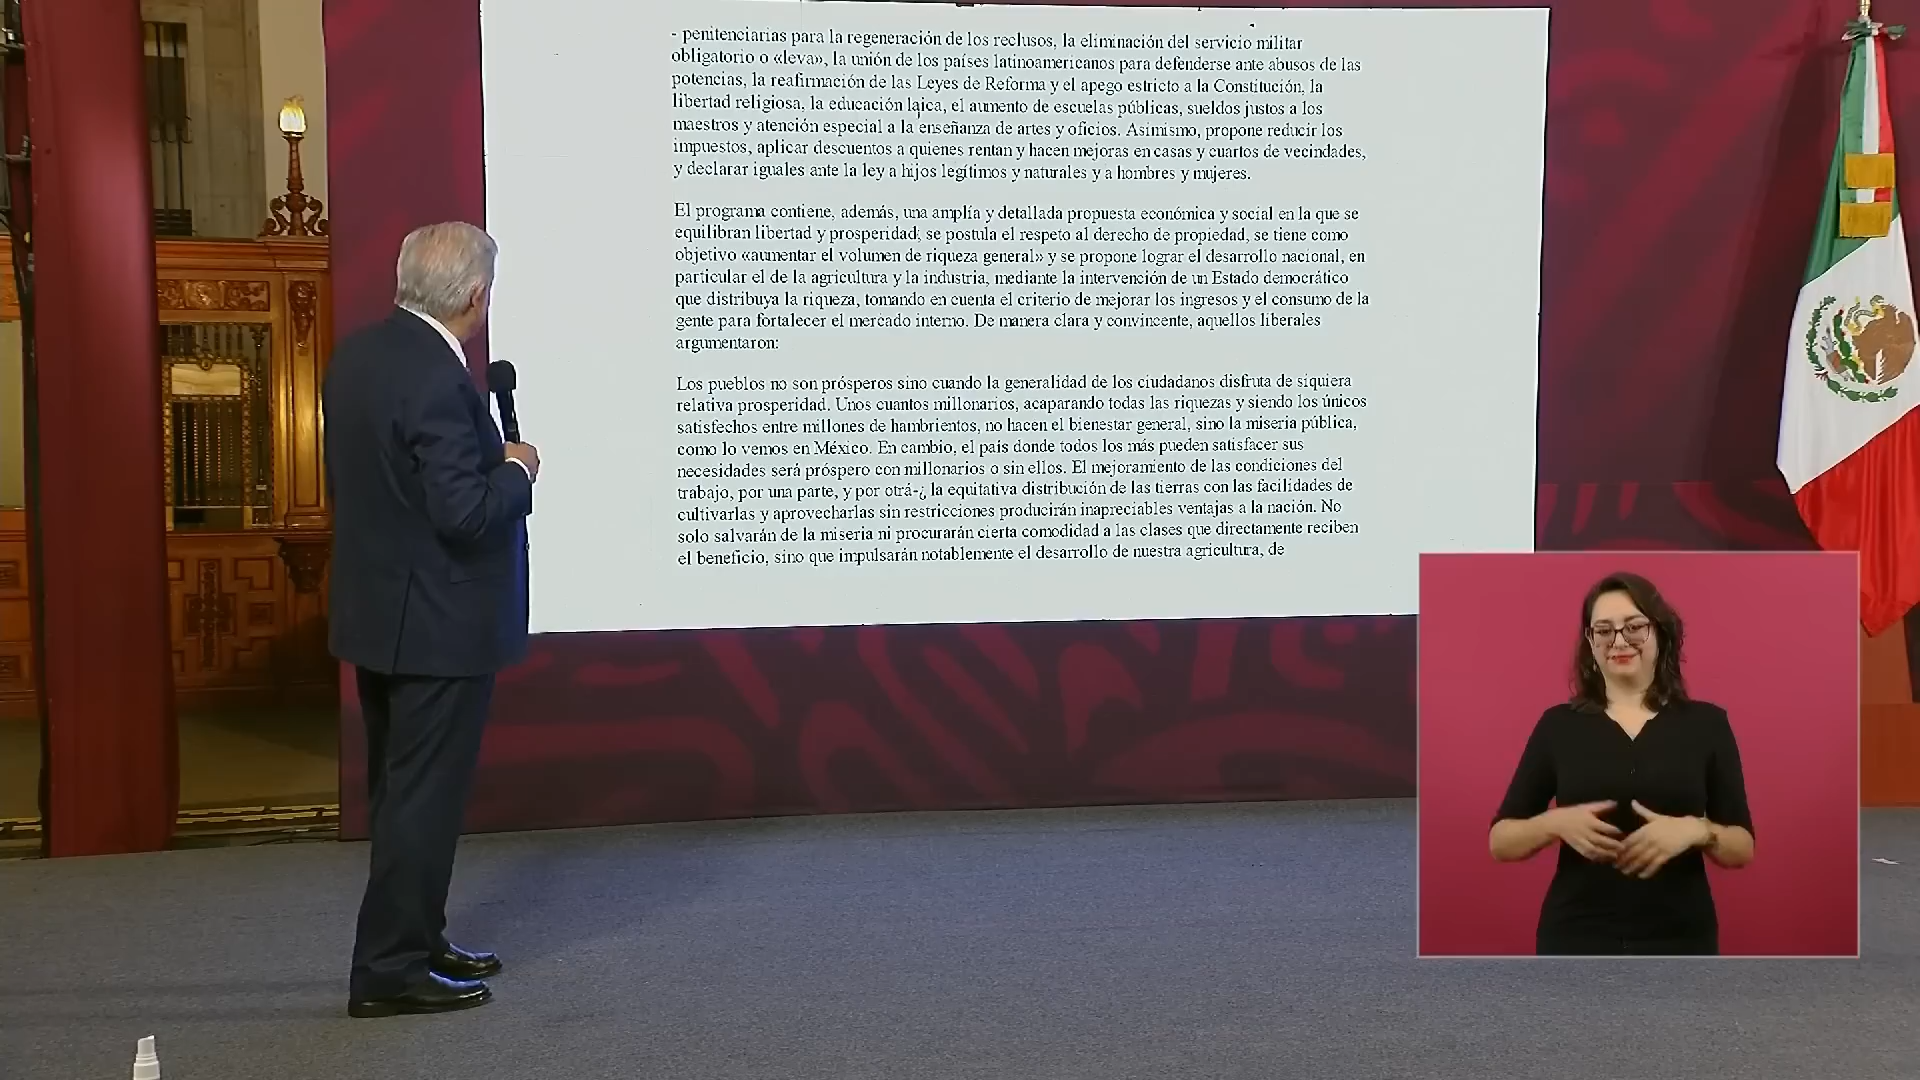 - penitenciarias para la regeneración de los reclusos, la eliminación del servicio militar
obligatorio o «leva», la unión de los países latinoamericanos para defenderse ante abusos de las
potencias, la reafirmación de las Leyes de Reforma y el apego estricto a la Constitución, la
libertad religiosa, la educación laica, el aumento de escuelas públicas, sueldos justos a los
maestros y atención especial a la enseñanza de artes y oficios. Asimismo, propone reducir los
impuestos, aplicar descuentos a quienes rentan y hacen mejoras en casas y cuartos de vecindades,
y declarar iguales ante la ley a hijos legítimos y naturales y a hombres y mujeres.
El programa contiene, además, una amplía y detallada propuesta económica y social en la que se
equilibran libertad y prosperidad; se postula el respeto al derecho de propiedad, se tiene como
objetivo «aumentar el volumen de riqueza general» y se propone lograr el desarrollo nacional, en
particular el de la agricultura y la industria, mediante la intervención de un Estado democrático
que distribuya la riqueza, tomando en cuenta el criterio de mejorar los ingresos y el consumo de la
gente para fortalecer el mercado interno. De manera clara y convincente, aquellos liberales
argumentaron:
Los pueblos no son prósperos sino cuando la generalidad de los ciudadanos disfruta de siquiera
relativa prosperidad. Unos cuantos millonarios, acaparando todas las riquezas y siendo los únicos
satisfechos entre millones de hambrientos, no hacen el bienestar general, sino la miseria pública,
como lo vemos en México. En cambio, el país donde todos los más pueden satisfacer sus
necesidades será próspero con millonarios o sin ellos. El mejoramiento de las condiciones del
trabajo, por una parte, y por otrá-¿ la equitativa distribución de las tierras con las facilidades de
cultivarlas y aprovecharlas sin restricciones producirán inapreciables ventajas a la nación. No
solo salvarán de la miseria ni procurarán cierta comodidad a las clases que directamente reciben
el beneficio, sino que impulsarán notablemente el desarrollo de nuestra agricultura, de